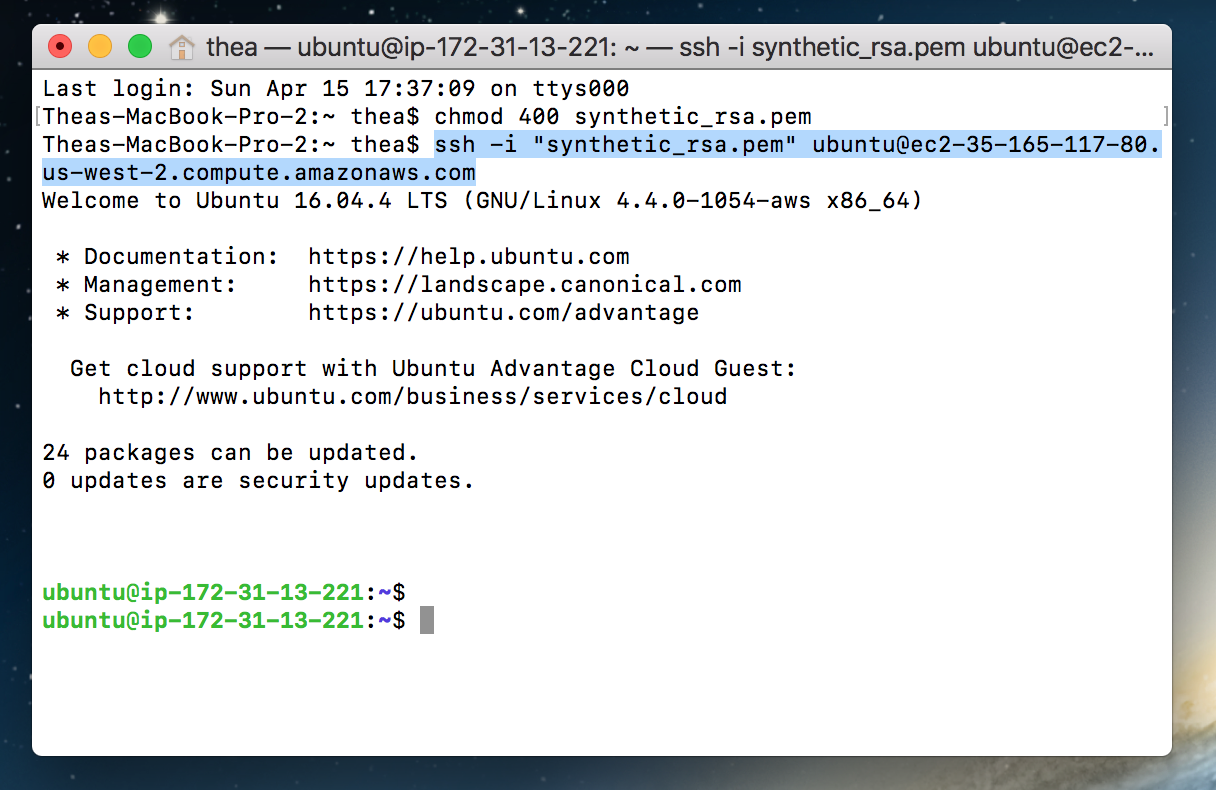 thea — ubuntu@ip-172-31-13-221: ~ — ssh -i synthetic_rsa.pem ubuntu@ec2-...
Last login: Sun Apr 15 17:37:09 on ttys000
[Theas-MacBook-Pro-2:~ thea$ chmod 400 synthetic_rsa.pem ]
Theas-MacBook-Pro-2:~ thea$ ssh -i "synthetic_rsa.pem" ubuntu@ec2-35-165-117-80.
us-west-2.compute.amazonaws.com
Welcome to Ubuntu 16.04.4 LTS (GNU/Linux 4.4.0-1054-aws x86_64)
* Documentation: https://help.ubuntu.com
* Management: https://landscape.canonical.com
* Support: https://ubuntu.com/advantage
Get cloud support with Ubuntu Advantage Cloud Guest:
http://www.ubuntu.com/business/services/cloud
24 packages can be updated.
0 updates are security updates.
ubuntu@ip-172-31-13-221:~$
ubuntu@ip-172-31-13-221:~$